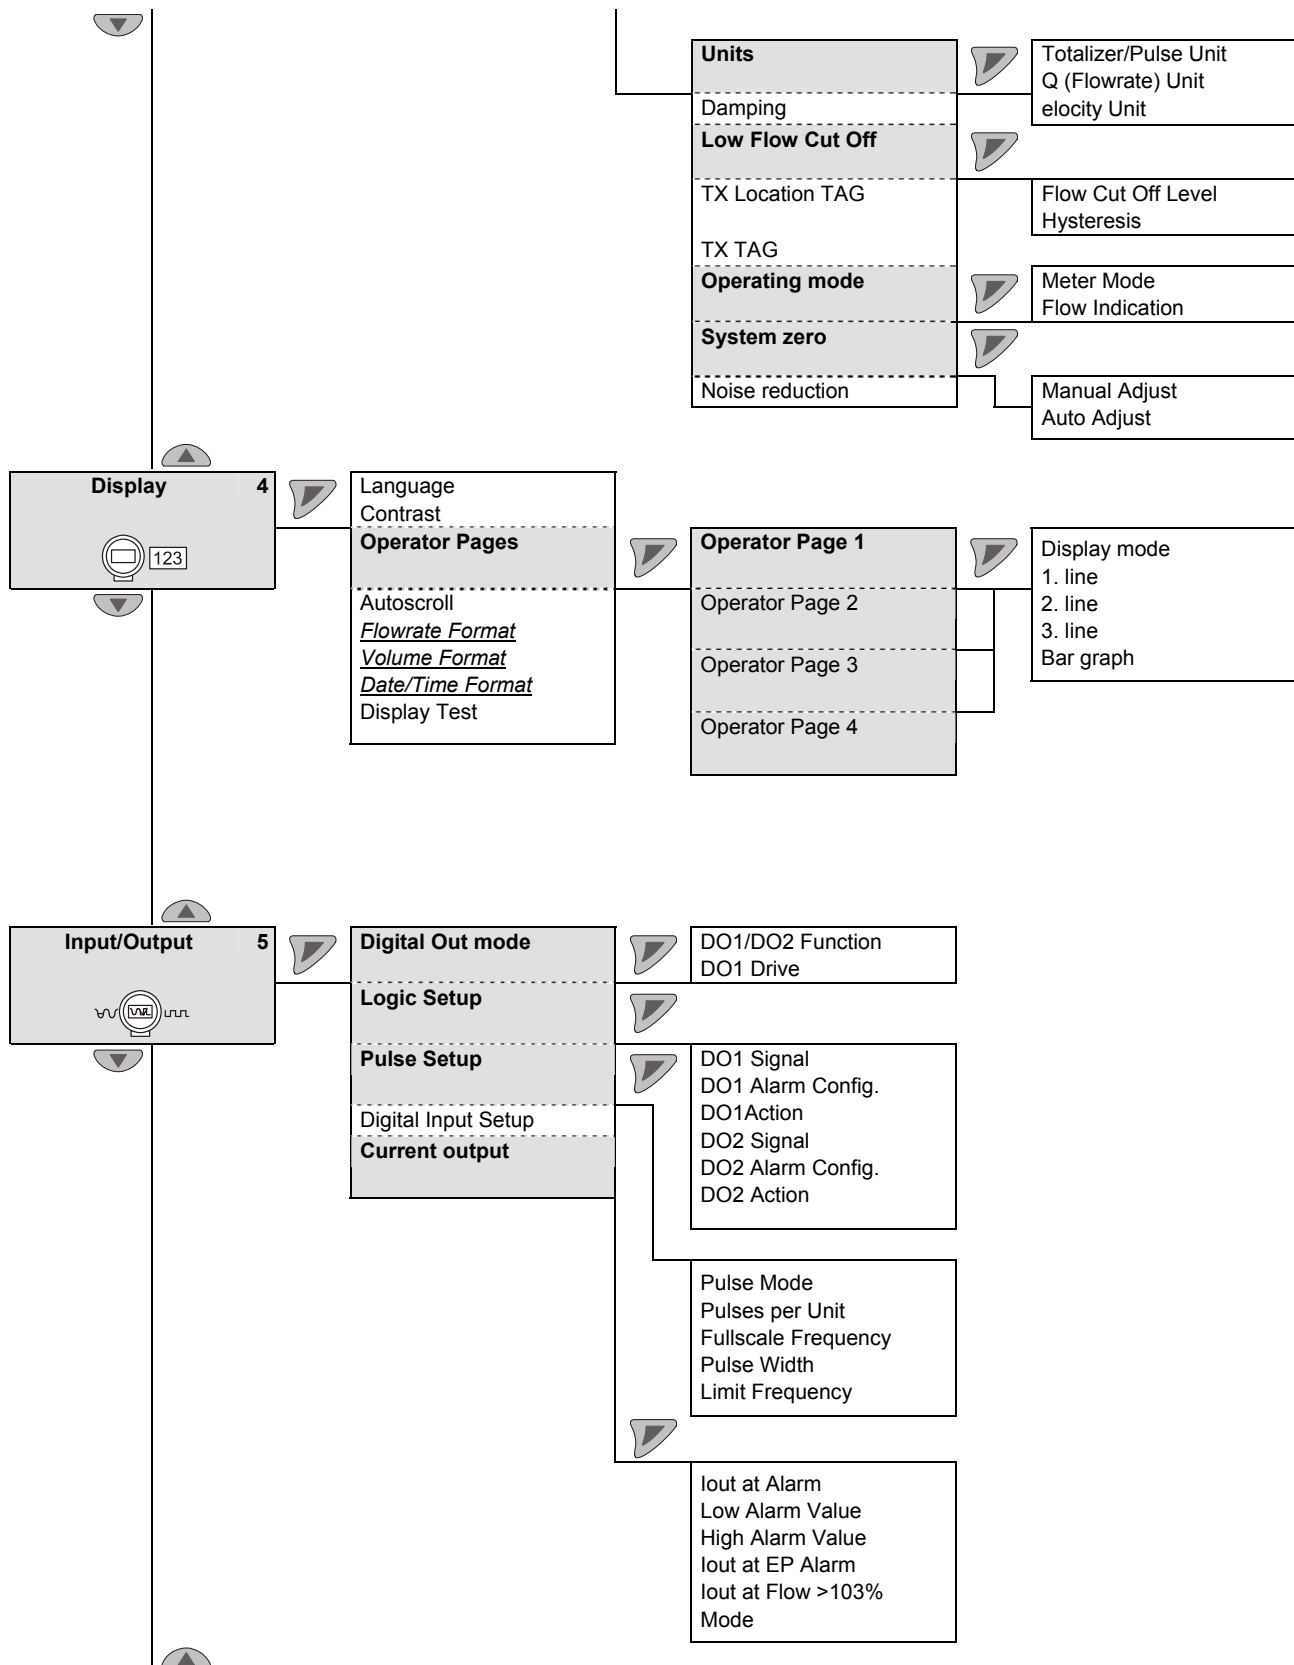 Units
Damping
Low Flow Cut Off
TX Location TAG
TX TAG
Operating mode
System zero
Noise reduction
Totalizer/Pulse Unit
Q (Flowrate) Unit
elocity Unit
Flow Cut Off Level
Hysteresis
Meter Mode
Flow Indication
Manual Adjust
Auto Adjust
Display 4
123
Language
Contrast
Operator Pages
Autoscroll
Flowrate Format
Volume Format
Date/Time Format
Display Test
Operator Page 1
Operator Page 2
Operator Page 3
Operator Page 4
Display mode
1. line
2. line
3. line
Bar graph
Input/Output 5
Digital Out mode
Logic Setup
Pulse Setup
Digital Input Setup
Current output
DO1/DO2 Function
DO1 Drive
DO1 Signal
DO1 Alarm Config.
DO1Action
DO2 Signal
DO2 Alarm Config.
DO2 Action
Pulse Mode
Pulses per Unit
Fullscale Frequency
Pulse Width
Limit Frequency
Iout at Alarm
Low Alarm Value
High Alarm Value
Iout at EP Alarm
Iout at Flow >103%
Mode